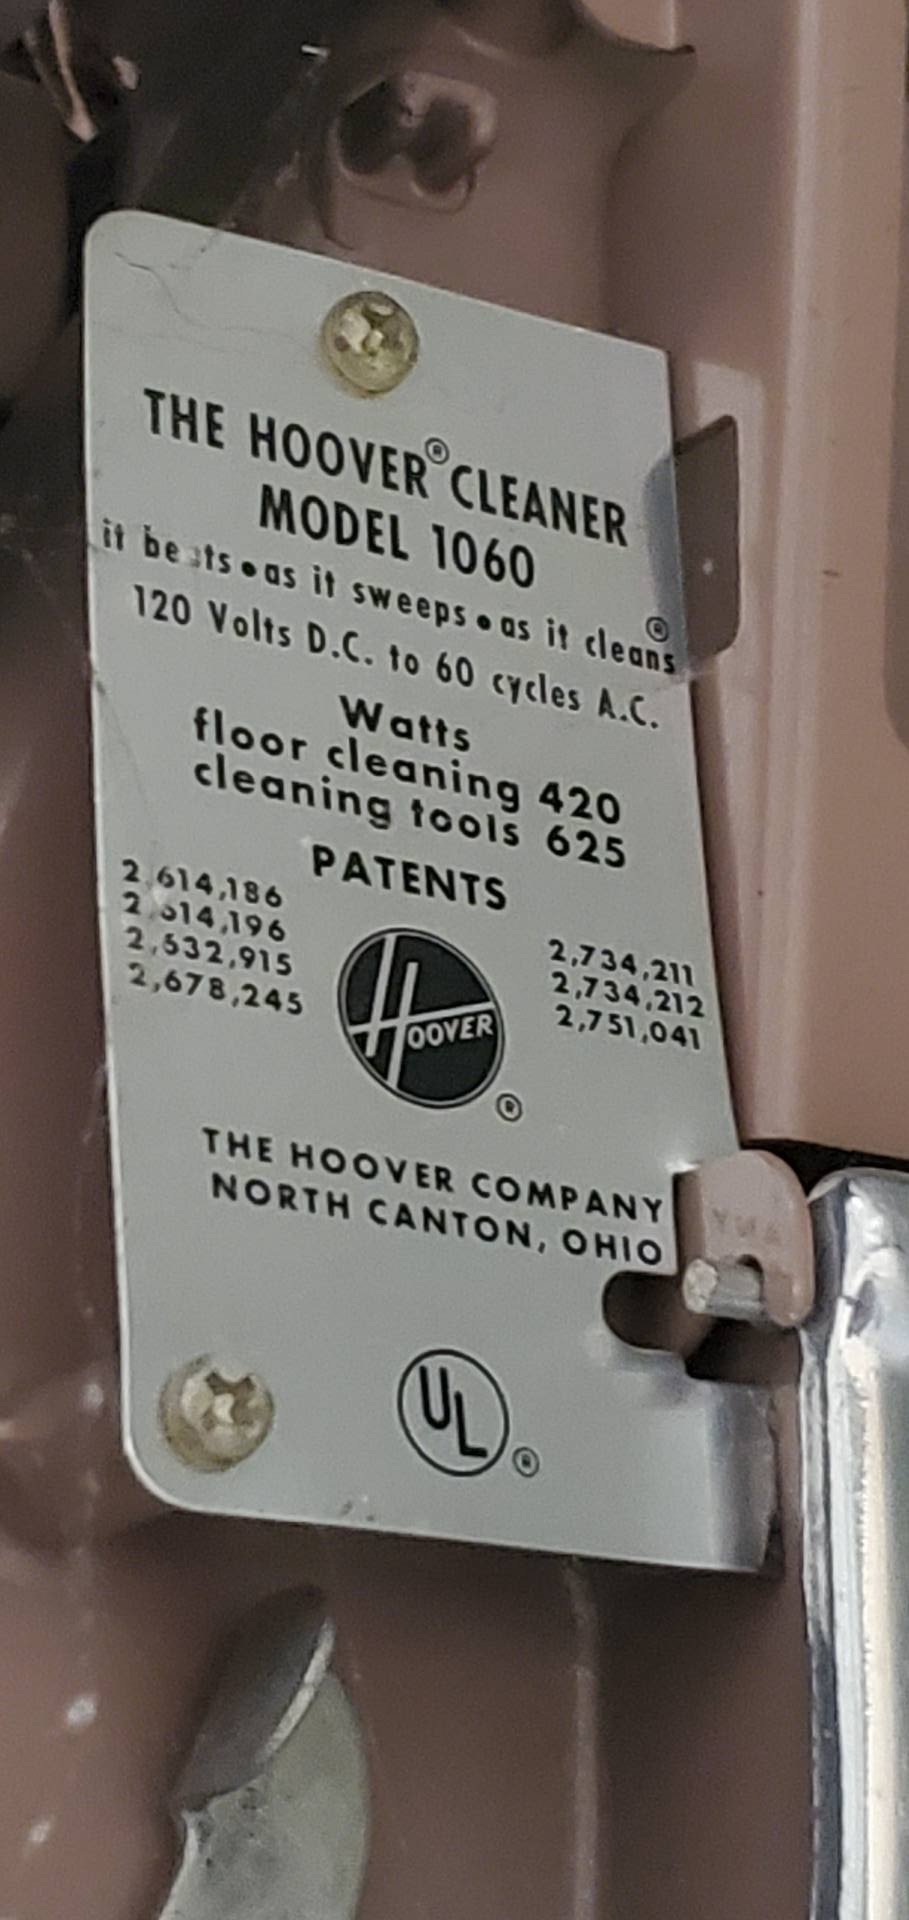 THE HOOVER® CLEANER
MODEL 1060
it beats • as it sweeps • as it cleans ®
120 Volts D.C. to 60 cycles A.C.
Watts
floor cleaning 420
cleaning tools 625
PATENTS
2,614,186
2,614,196
2,632,915
2,678,245
2,734,211
2,734,212
2,751,041
HOOVER ®
THE HOOVER COMPANY
NORTH CANTON, OHIO
UL ®